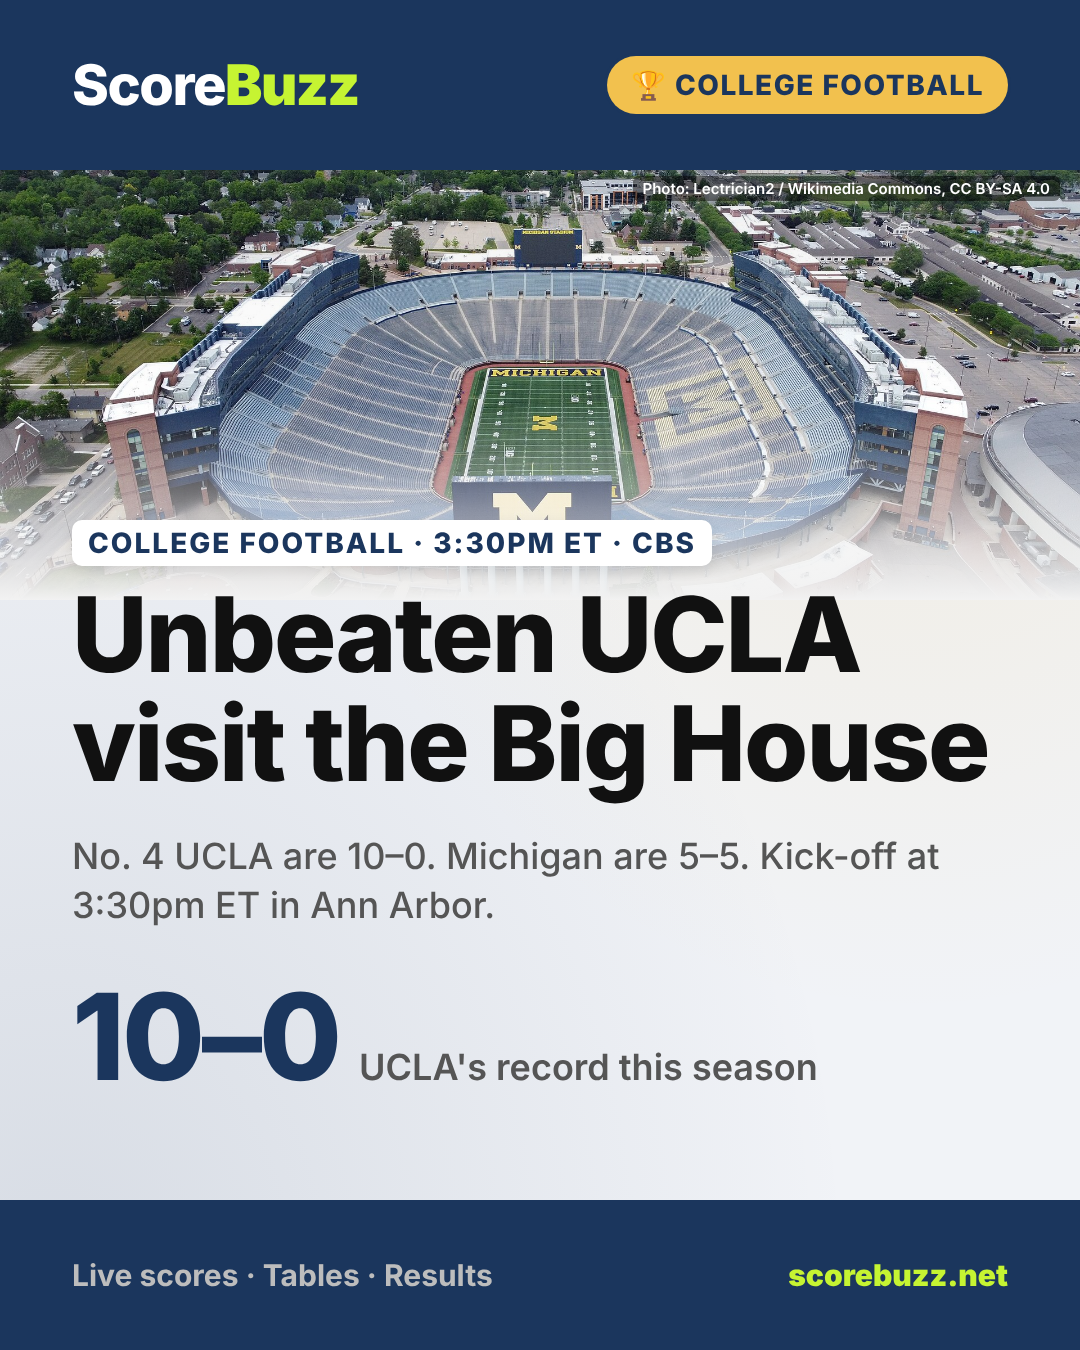 ScoreBuzz
🏆 COLLEGE FOOTBALL
Photo: Lectrician2 / Wikimedia Commons, CC BY-SA 4.0
MICHIGAN STADIUM
M M
MICHIGAN
M
M
COLLEGE FOOTBALL · 3:30PM ET · CBS
Unbeaten UCLA
visit the Big House
No. 4 UCLA are 10–0. Michigan are 5–5. Kick-off at
3:30pm ET in Ann Arbor.
10–0 UCLA's record this season
Live scores · Tables · Results
scorebuzz.net